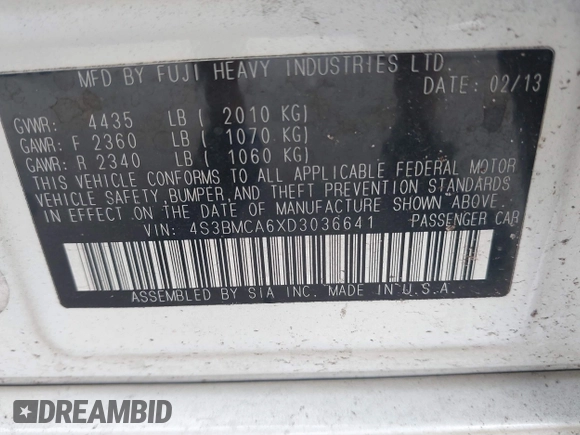 MFD BY FUJI HEAVY INDUSTRIES LTD.
DATE: 02/13
GVWR: 4435 LB ( 2010 KG)
GAWR: F 2360 LB ( 1070 KG)
GAWR: R 2340 LB ( 1060 KG)
THIS VEHICLE CONFORMS TO ALL APPLICABLE FEDERAL MOTOR
VEHICLE SAFETY, BUMPER, AND THEFT PREVENTION STANDARDS
IN EFFECT ON THE DATE OF MANUFACTURE SHOWN ABOVE.
VIN: 4S3BMCA6XD3036641 PASSENGER CAR
ASSEMBLED BY SIA INC. MADE IN U.S.A.
DREAMBID